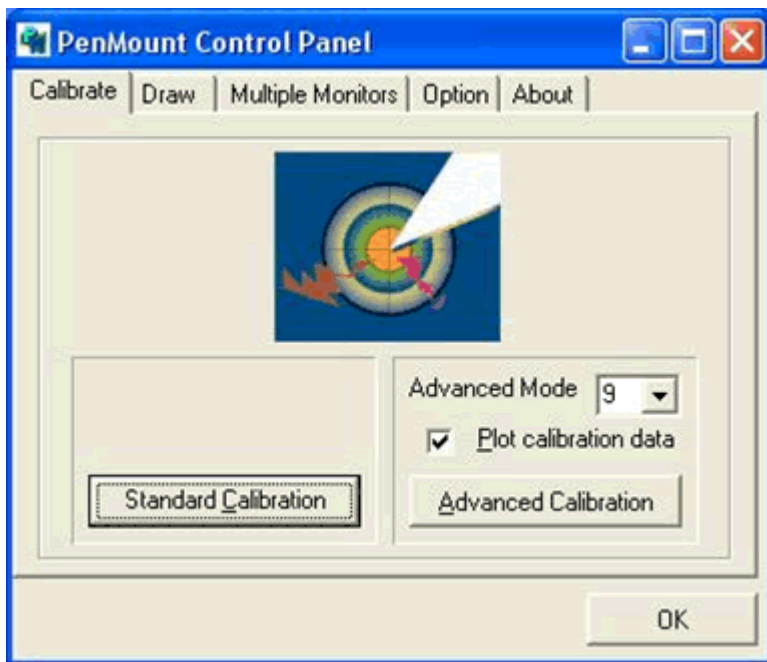 PenMount Control Panel
Calibrate Draw Multiple Monitors Option About
Advanced Mode 9
Plot calibration data
Standard Calibration Advanced Calibration
OK